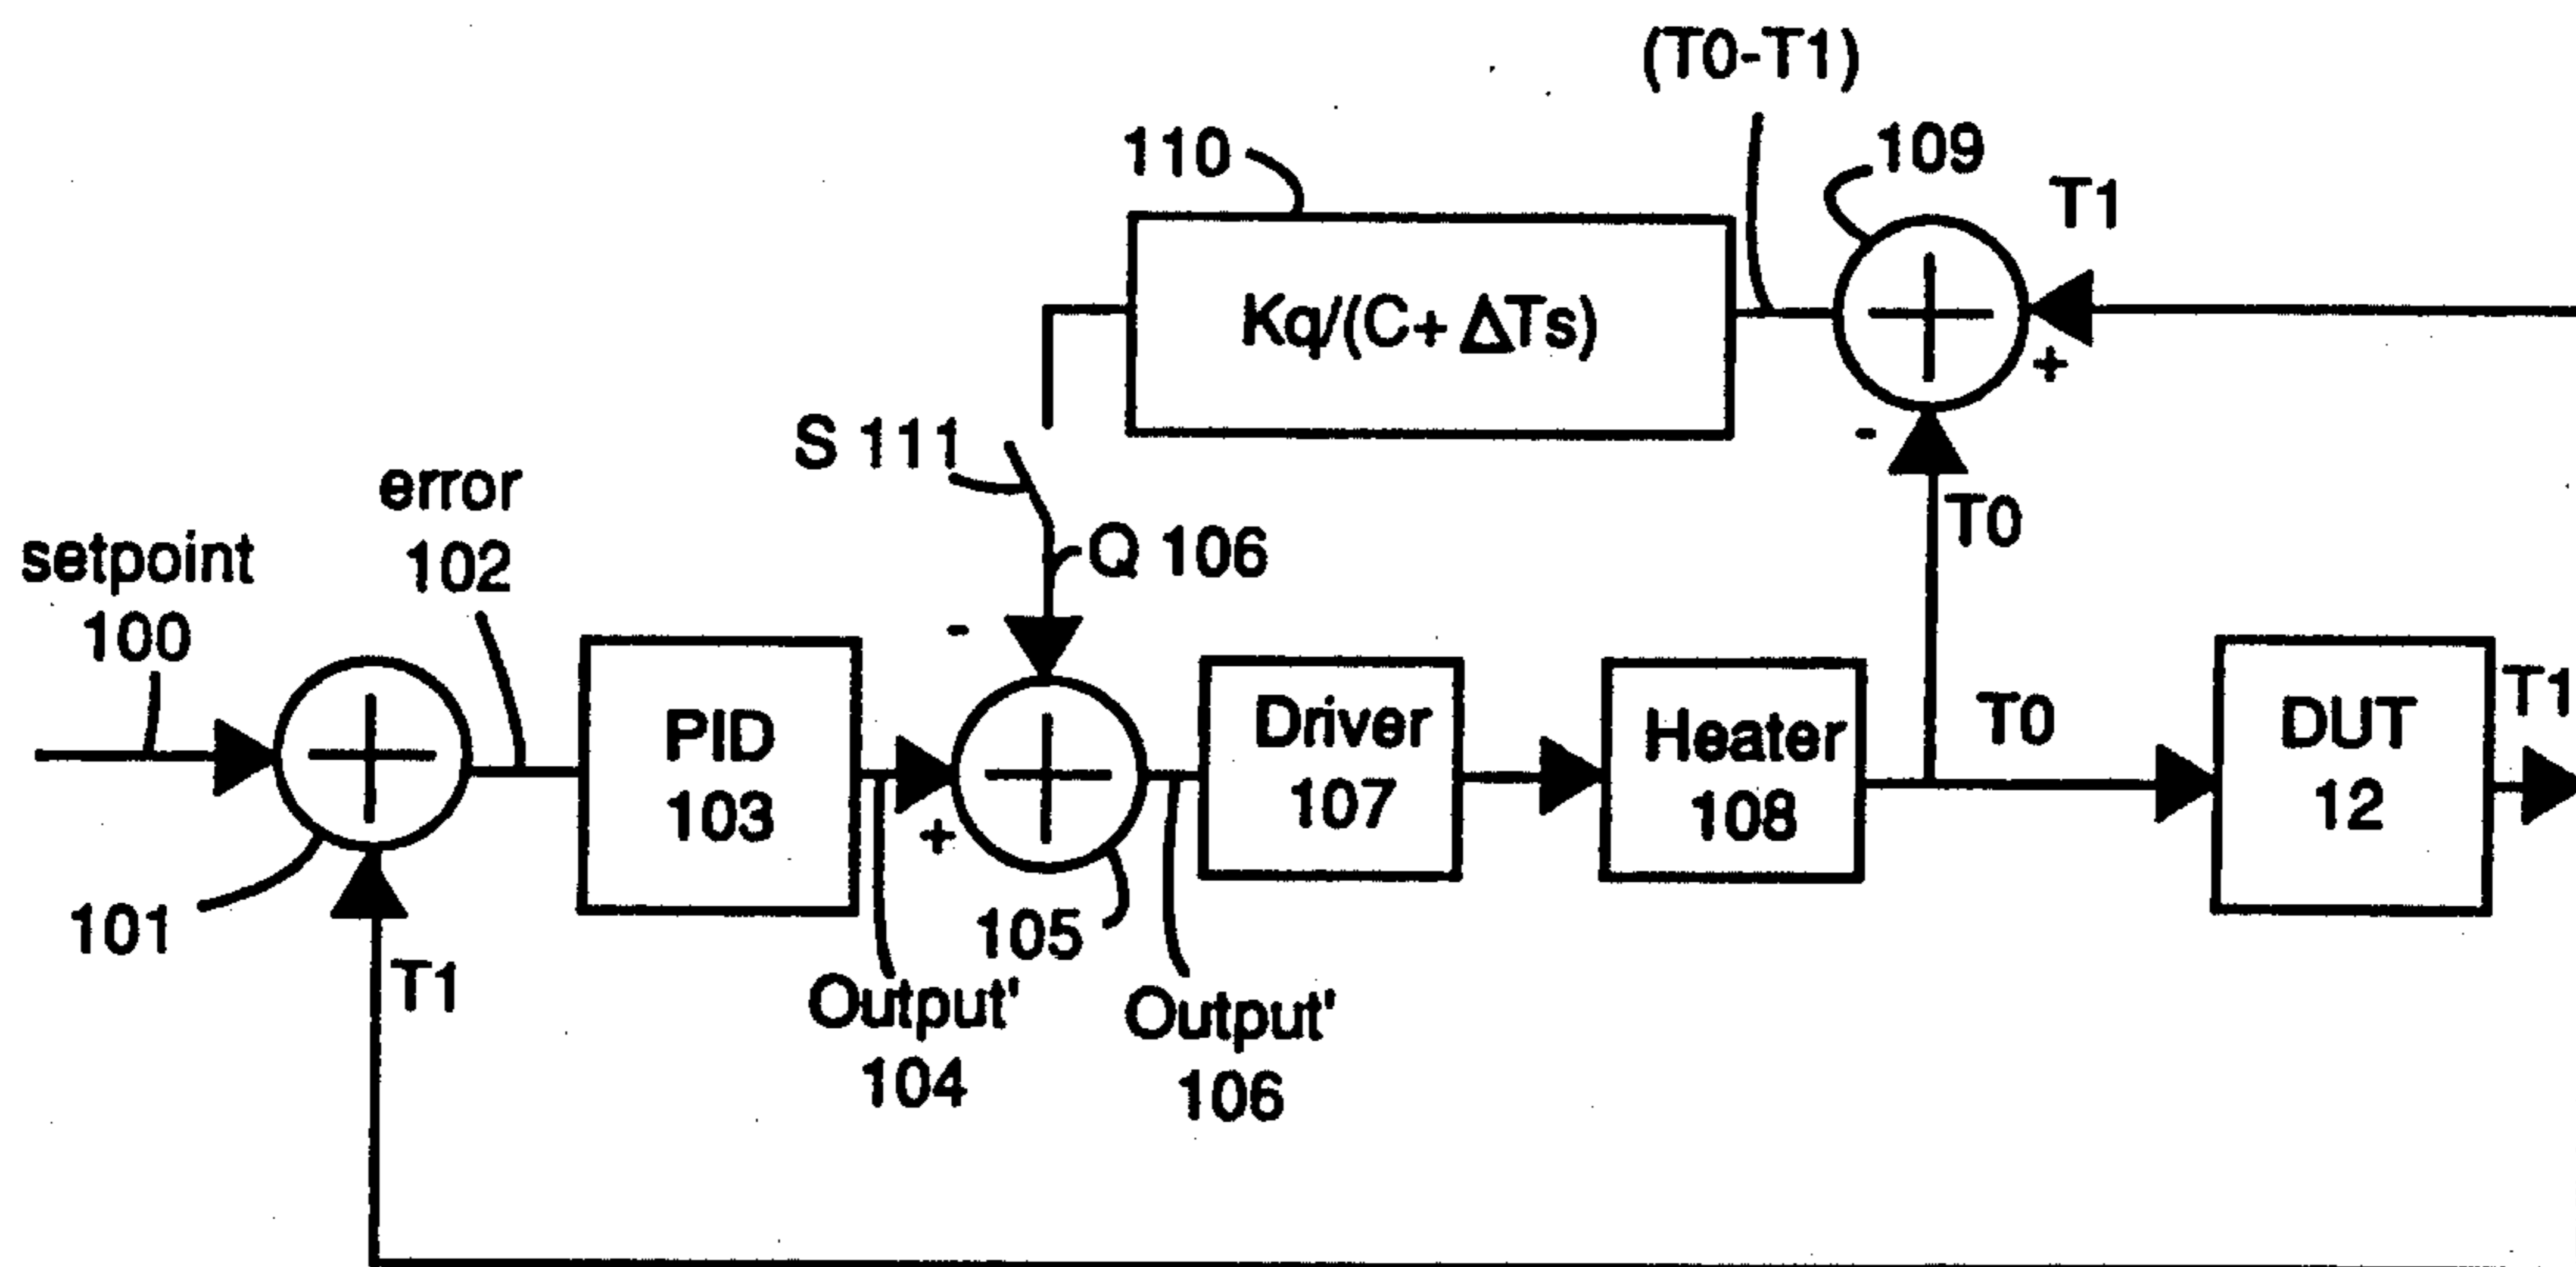 (T0-T1)
110
109
T1
Kq/(C+ ΔTs)
+
-
S 111
T0
error
102
Q 106
setpoint
100
-
PID
103
Driver
107
Heater
108
T0
DUT
12
T1
+
101
105
T1
Output'
104
Output'
106